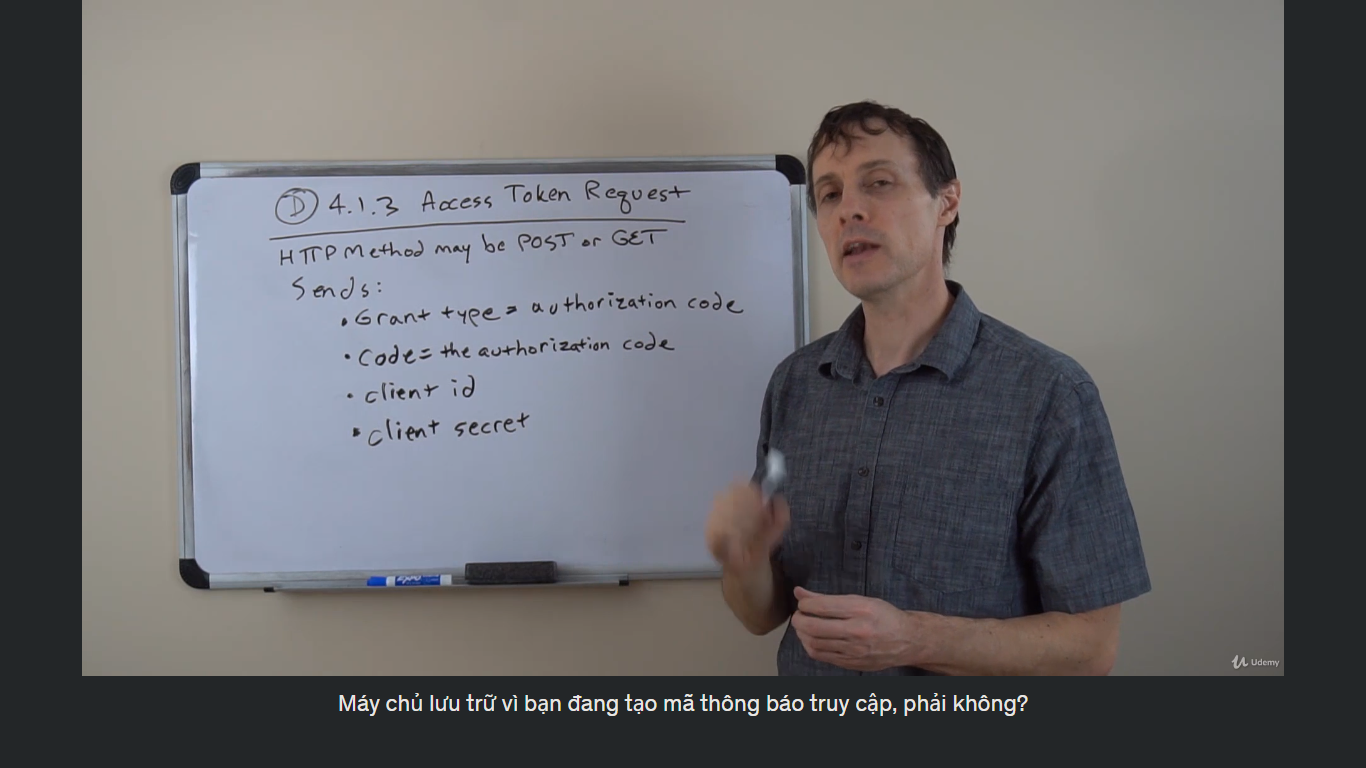 D 4.1.3 Access Token Request
HTTP Method may be POST or GET
Sends:
• Grant type = authorization code
• Code = the authorization code
• client id
• client secret
EXPO
Udemy
Máy chủ lưu trữ vì bạn đang tạo mã thông báo truy cập, phải không?